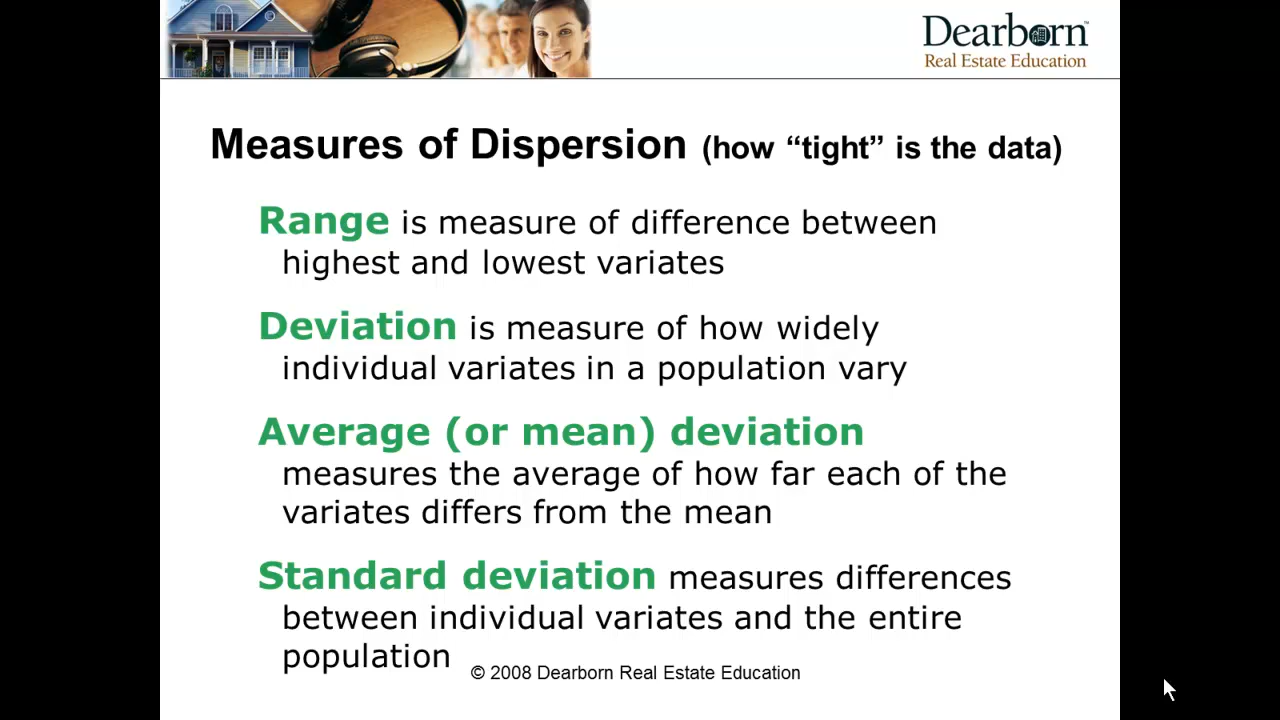 Dearborn™
Real Estate Education
Measures of Dispersion (how “tight” is the data)
Range is measure of difference between
highest and lowest variates
Deviation is measure of how widely
individual variates in a population vary
Average (or mean) deviation
measures the average of how far each of the
variates differs from the mean
Standard deviation measures differences
between individual variates and the entire
population
© 2008 Dearborn Real Estate Education